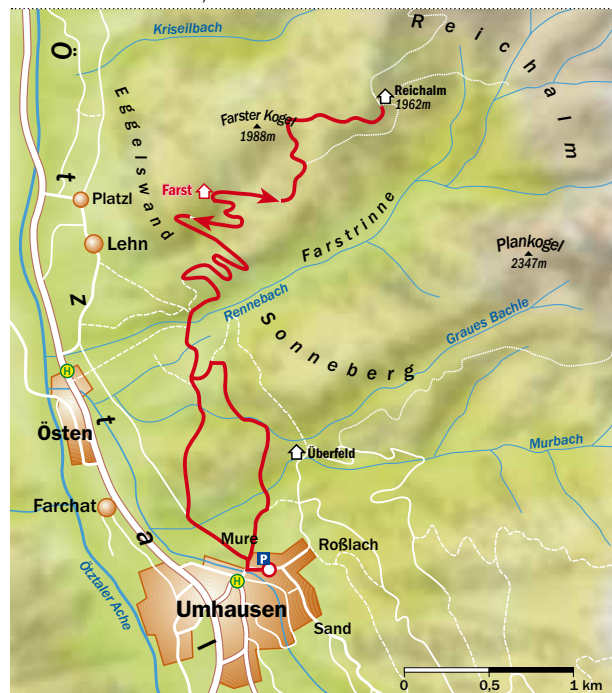 Kriseilbach
Reichalm
Reichalm
1962m
Farster Kogel
1988m
Eggelswand
Farst
Platzl
Lehn
Farstrinne
Plankogel
2347m
Rennebach
Sonneberg
Graues Bachle
H
Östen
Überfeld
Murbach
Farchat
Mure
P
Roßlach
H
Umhausen
Sand
Ötztaler Ache
Ötztal
0 0,5 1 km